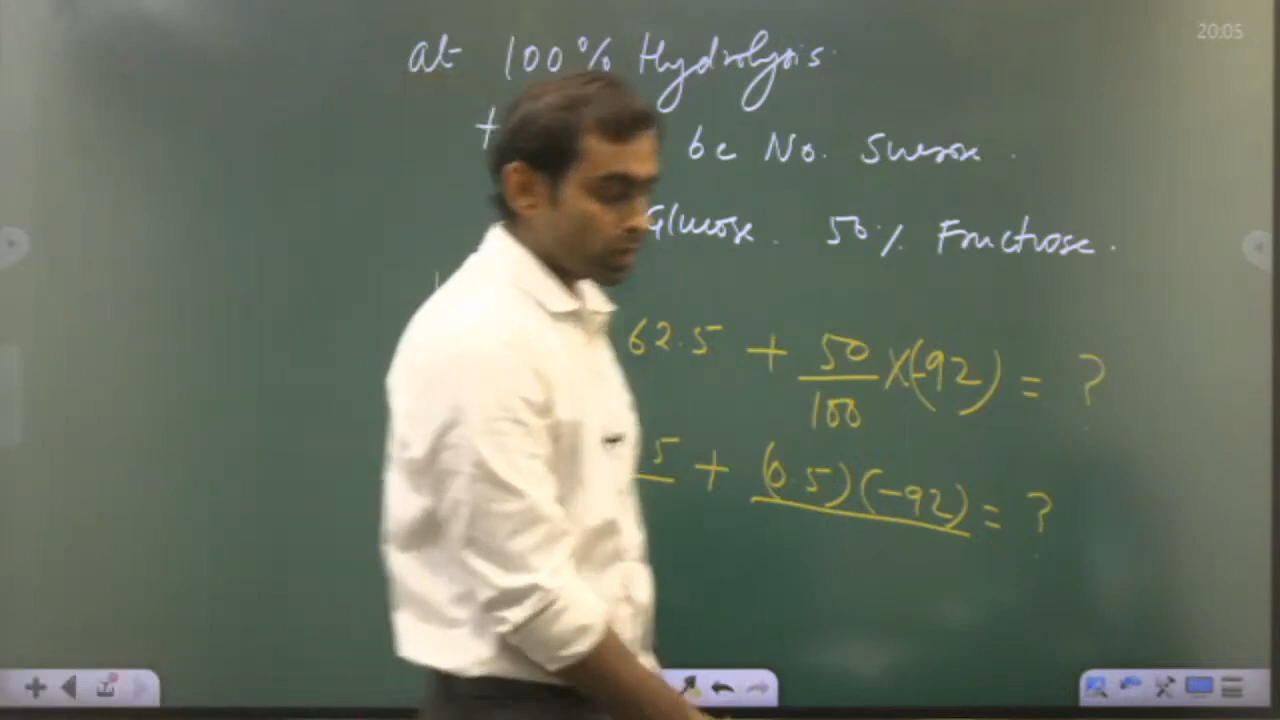 20:05
at 100% Hydrolysis.
be No. Sucrose.
Glucose. 50% Fructrose.
62.5 + 50/100 x(-92) = ?
5 + (0.5)(-92) = ?